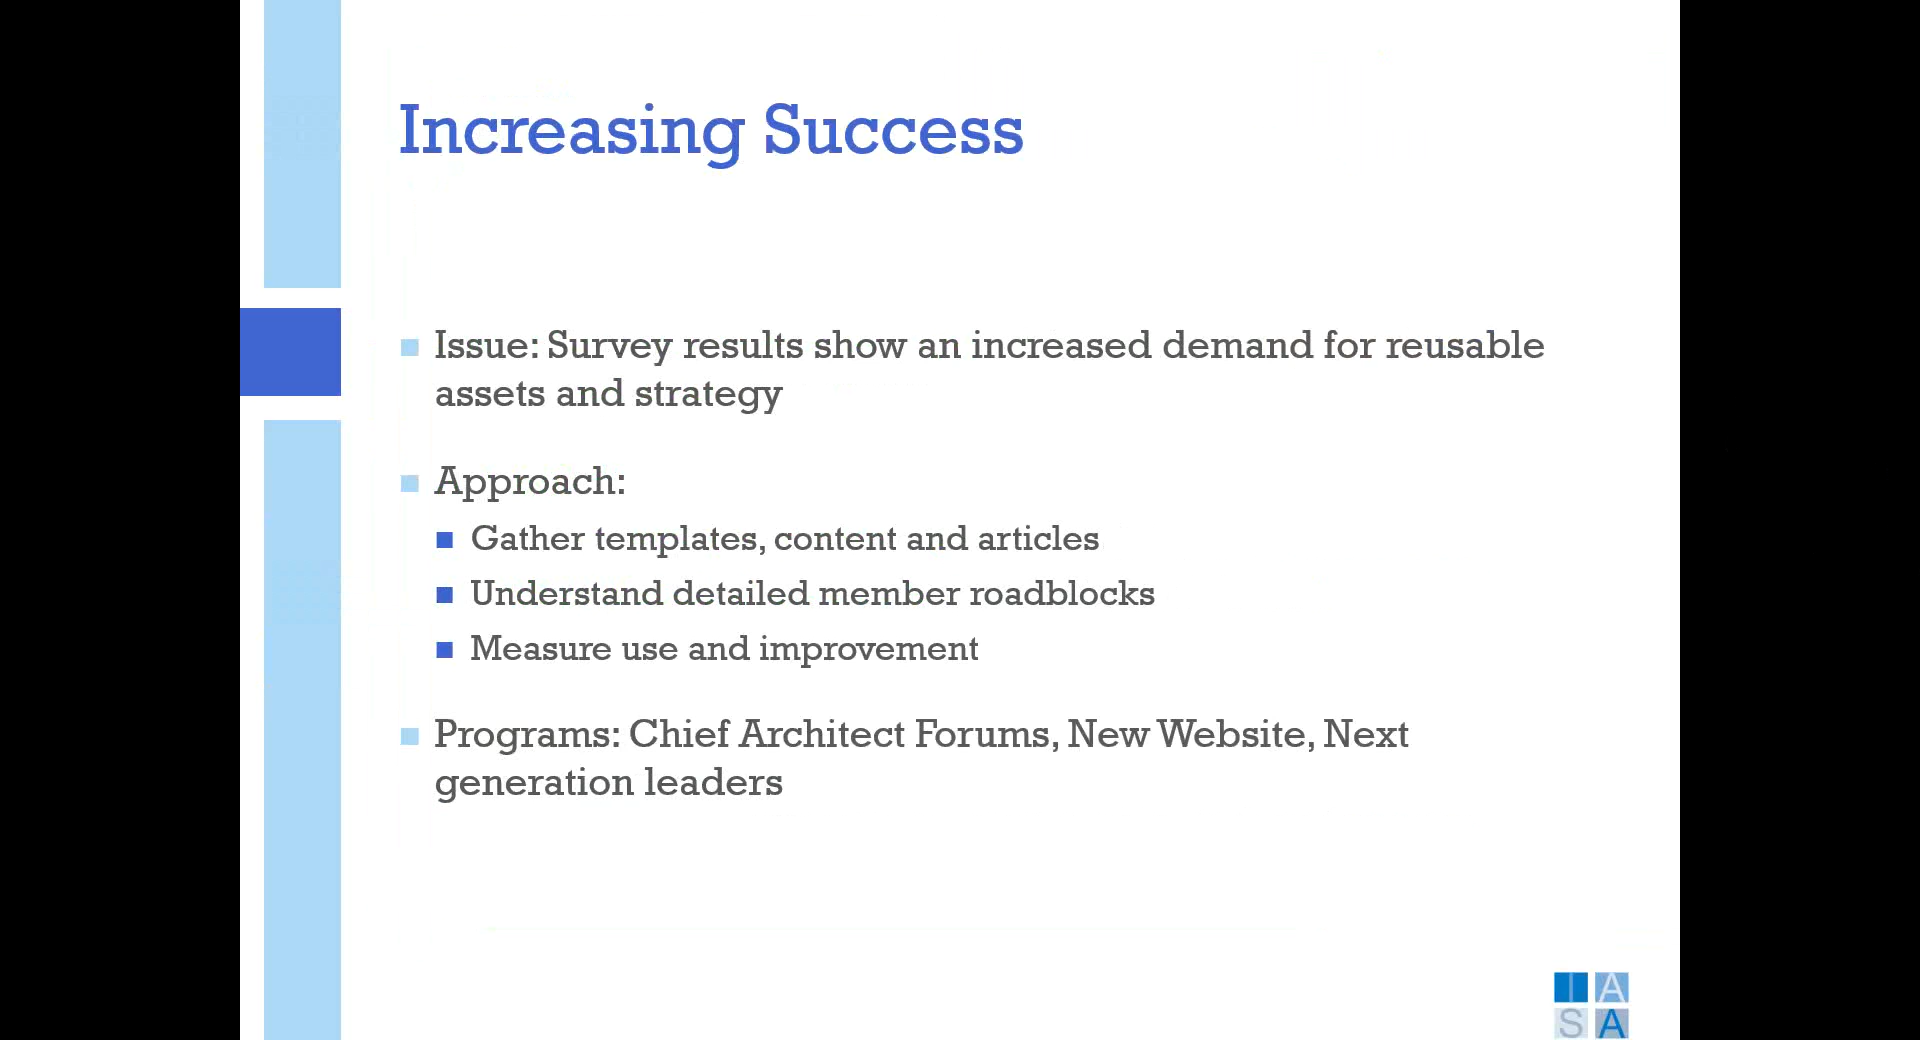 Increasing Success
Issue: Survey results show an increased demand for reusable
assets and strategy
Approach:
Gather templates, content and articles
Understand detailed member roadblocks
Measure use and improvement
Programs: Chief Architect Forums, New Website, Next
generation leaders
I A
S A